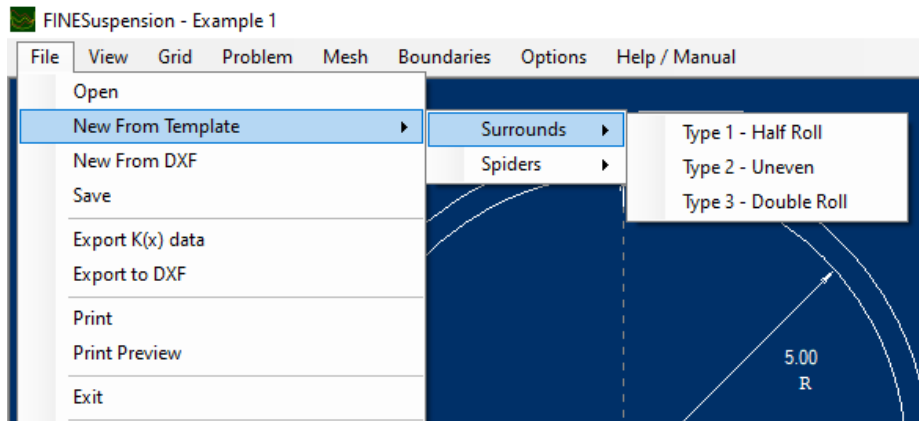 FINESuspension - Example 1
File View Grid Problem Mesh Boundaries Options Help / Manual
Open
New From Template
New From DXF
Save
Export K(x) data
Export to DXF
Print
Print Preview
Exit
Surrounds
Spiders
Type 1 - Half Roll
Type 2 - Uneven
Type 3 - Double Roll
5.00
R